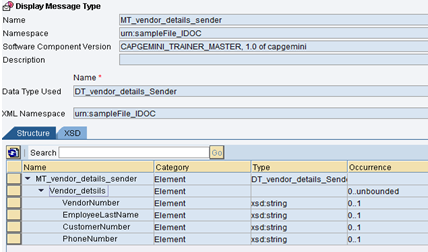 Display Message Type
Name MT_vendor_details_sender
Namespace urn:sampleFile_IDOC
Software Component Version CAPGEMINI_TRAINER_MASTER, 1.0 of capgemini
Description
Name *
Data Type Used DT_vendor_details_Sender
XML Namespace urn:sampleFile_IDOC
Structure XSD
Search Go
Name Category Type Occurrence
MT_vendor_details_sender Element DT_vendor_details_Send
Vendor_detsils Element 0..unbounded
VendorNumber Element xsd:string 0..1
EmployeeLastName Element xsd:string 0..1
CustomerNumber Element xsd:string 0..1
PhoneNumber Element xsd:string 0..1